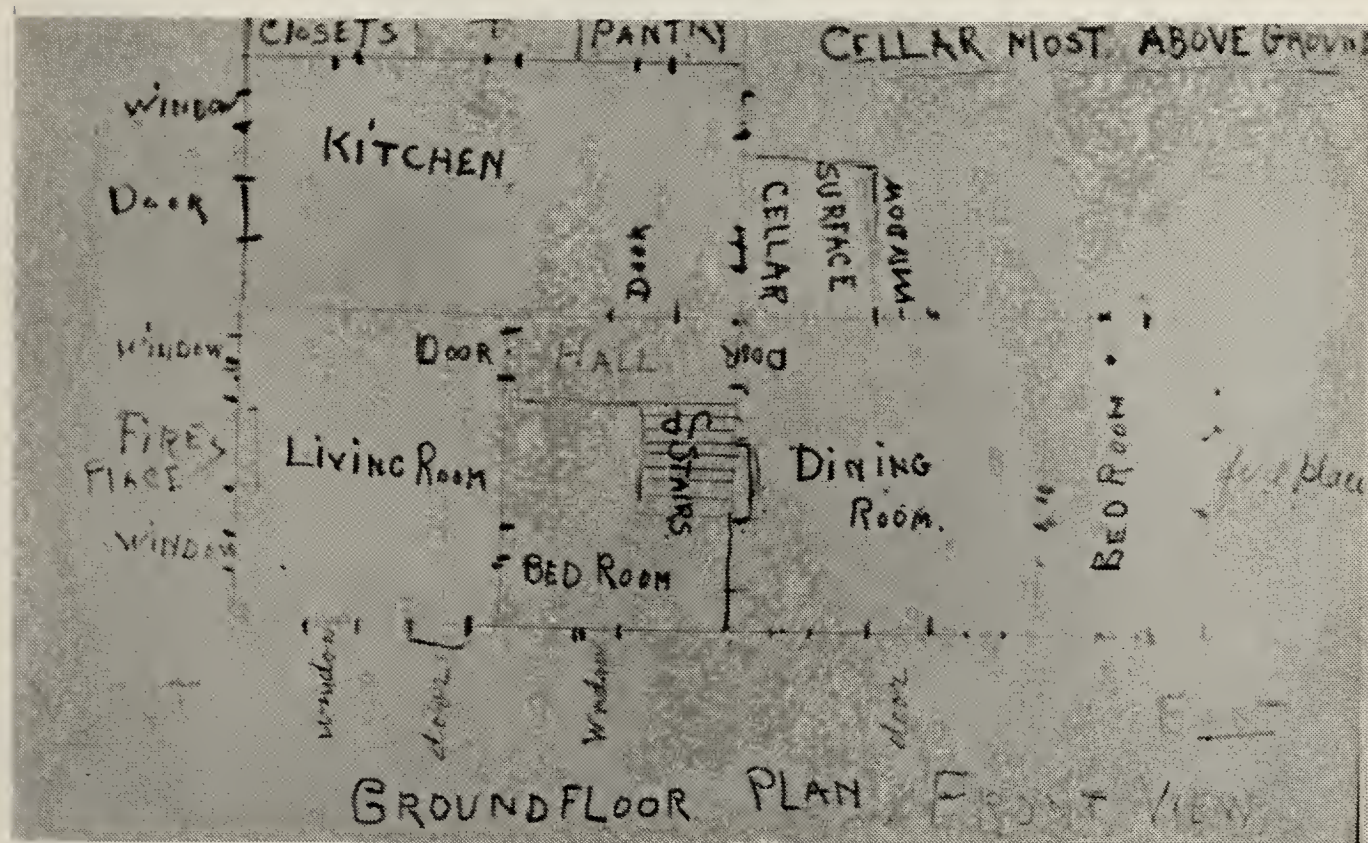 CLOSETS
PANTRY
CELLAR MOST ABOVE GROUN
WINDOW
KITCHEN
DOOR
DOOR
CELLAR
SURFACE
WINDOW
WINDOW
DOOR
HALL
DOOR
FIRE
PLACE
LIVING ROOM
UP STAIRS
DINING
ROOM.
BED ROOM
fire place
WINDOW
BED ROOM
window
door
Window
door
GROUNDFLOOR PLAN FRONT VIEW